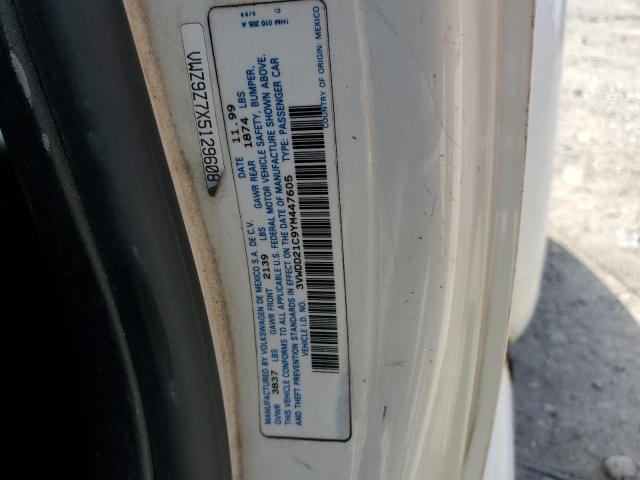 VWZ9Z7X5129608
MANUFACTURED BY VOLKSWAGEN DE MEXICO S.A. DE C.V. DATE 11.99
GVWR 3837 LBS GAWR FRONT 2139 LBS GAWR REAR 1874 LBS
THIS VEHICLE CONFORMS TO ALL APPLICABLE U.S. FEDERAL MOTOR VEHICLE SAFETY, BUMPER,
AND THEFT PREVENTION STANDARDS IN EFFECT ON THE DATE OF MANUFACTURE SHOWN ABOVE.
VEHICLE I.D. NO. 3VWDD21C9YM447605 TYPE: PASSENGER CAR
COUNTRY OF ORIGIN: MEXICO
1HM 010 205 A